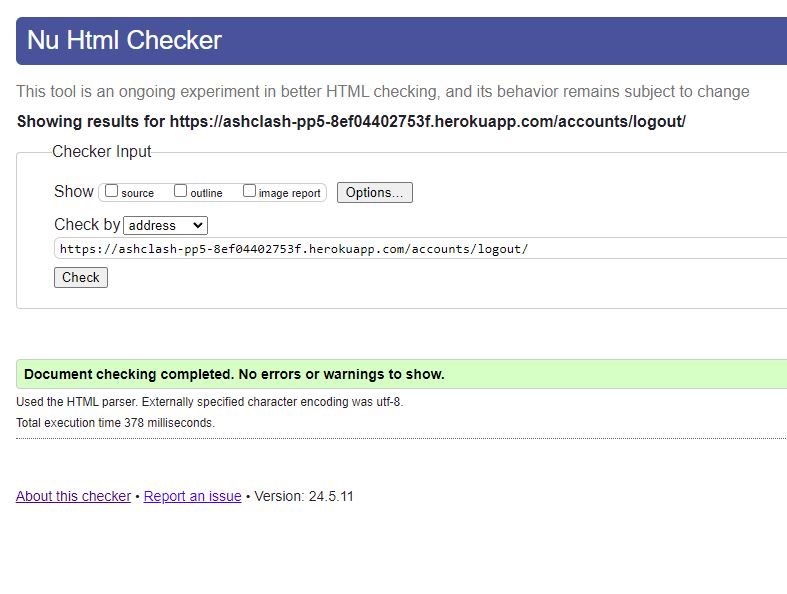 Nu Html Checker
This tool is an ongoing experiment in better HTML checking, and its behavior remains subject to change
Showing results for https://ashclash-pp5-8ef04402753f.herokuapp.com/accounts/logout/
Checker Input
Show source outline image report Options...
Check by address
https://ashclash-pp5-8ef04402753f.herokuapp.com/accounts/logout/
Check
Document checking completed. No errors or warnings to show.
Used the HTML parser. Externally specified character encoding was utf-8.
Total execution time 378 milliseconds.
About this checker • Report an issue • Version: 24.5.11